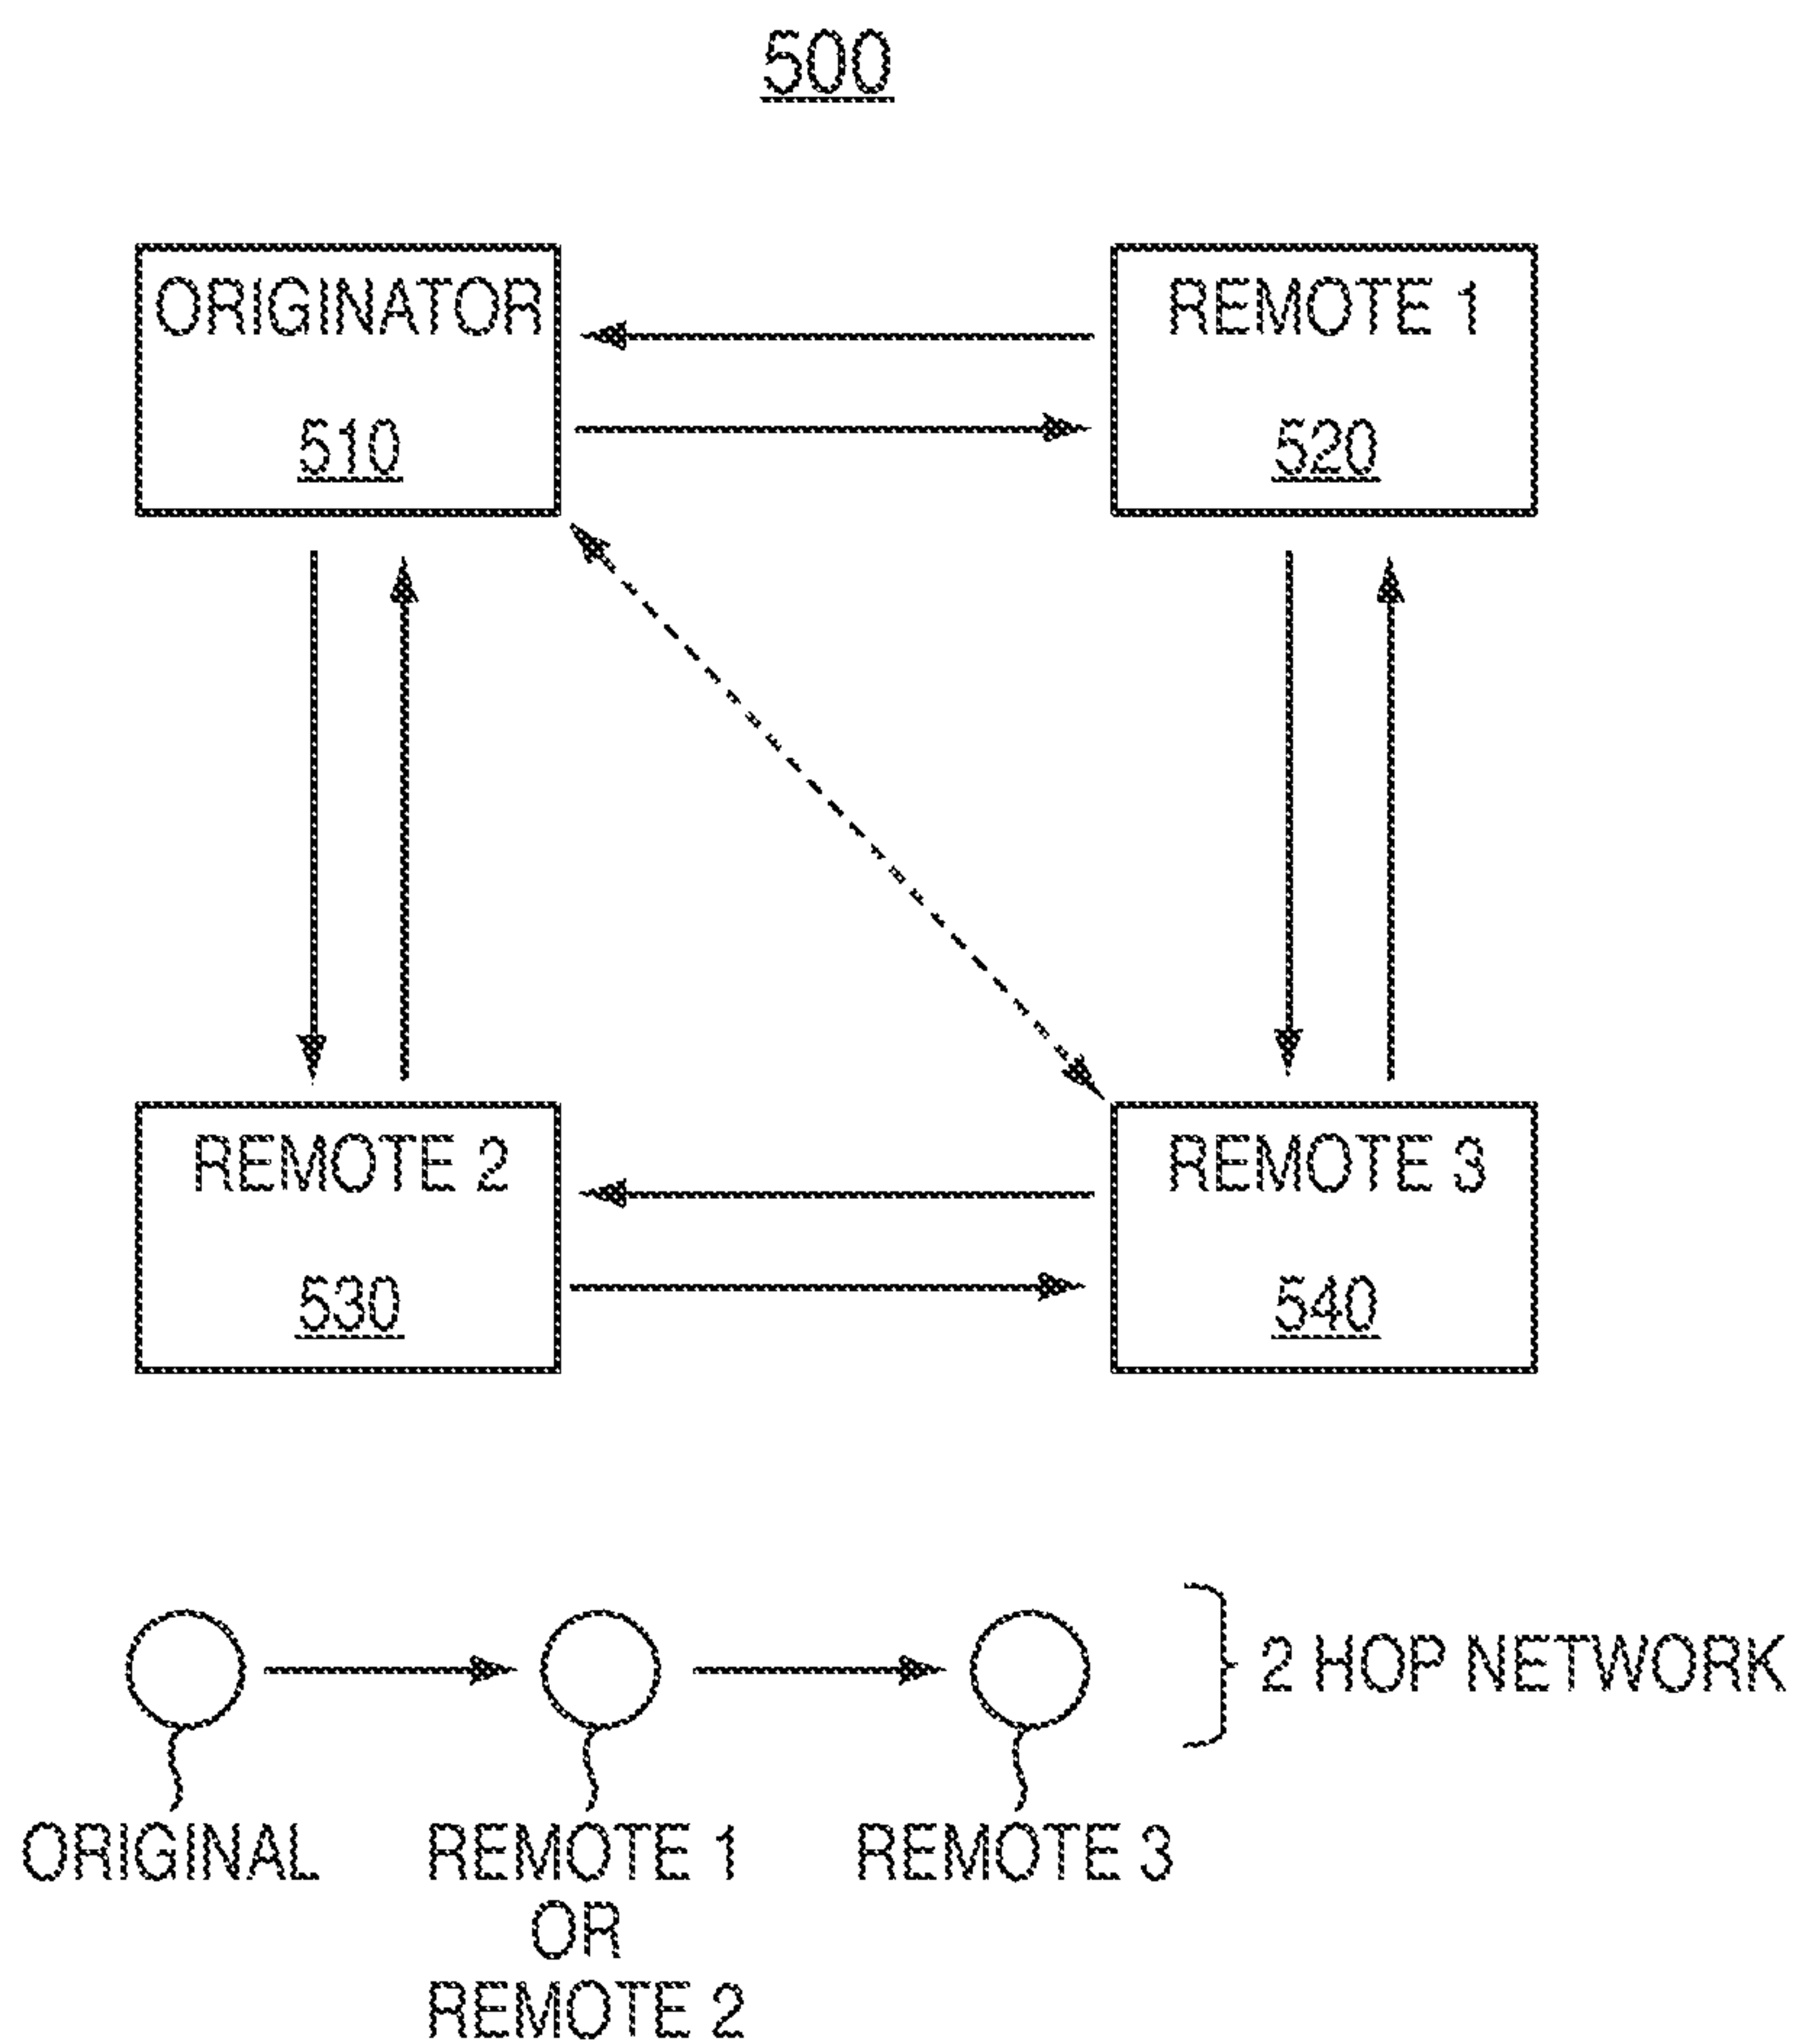 500
ORIGINATOR
510
REMOTE 1
520
REMOTE 2
530
REMOTE 3
540
2 HOP NETWORK
ORIGINAL
REMOTE 1
OR
REMOTE 2
REMOTE 3